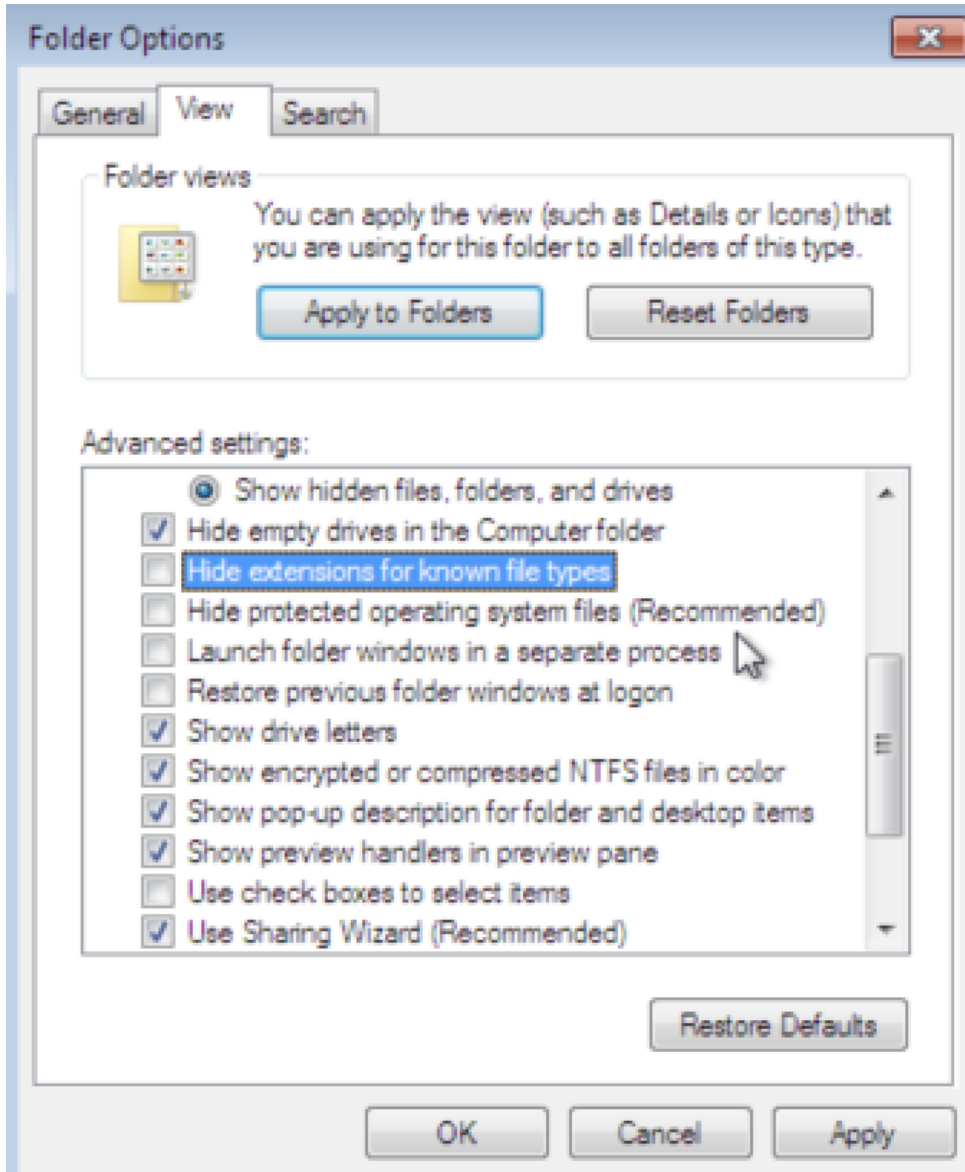 Folder Options
General View Search
Folder views
You can apply the view (such as Details or Icons) that
you are using for this folder to all folders of this type.
Apply to Folders Reset Folders
Advanced settings:
Show hidden files, folders, and drives
Hide empty drives in the Computer folder
Hide extensions for known file types
Hide protected operating system files (Recommended)
Launch folder windows in a separate process
Restore previous folder windows at logon
Show drive letters
Show encrypted or compressed NTFS files in color
Show pop-up description for folder and desktop items
Show preview handlers in preview pane
Use check boxes to select items
Use Sharing Wizard (Recommended)
Restore Defaults
OK Cancel Apply